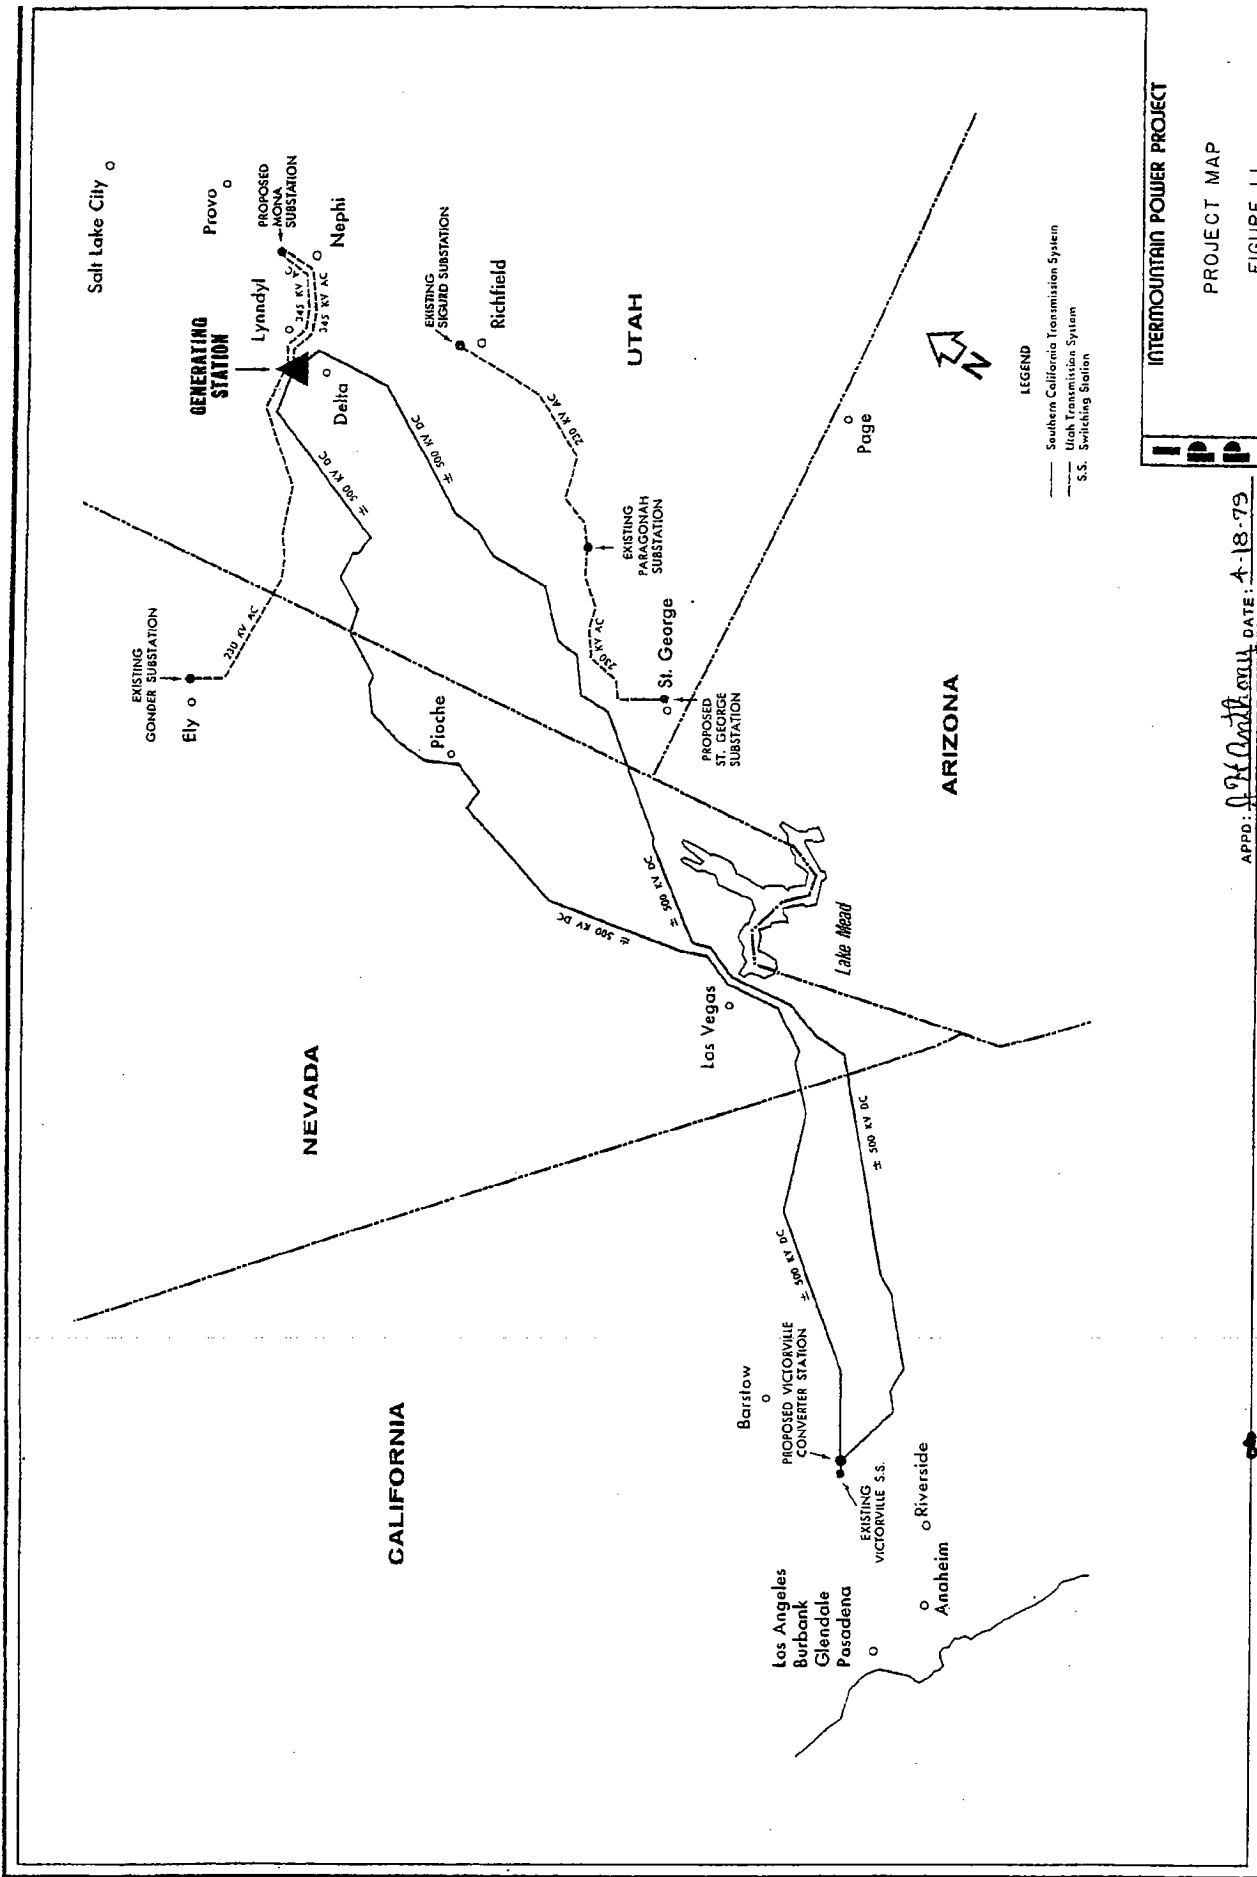 Salt Lake City
Provo
PROPOSED
MONA
SUBSTATION
Nephi
Lynndyl
345 KV AC
345 KV AC
GENERATING
STATION
Delta
EXISTING
SIGURD SUBSTATION
Richfield
UTAH
230 KV AC
± 500 KV DC
± 500 KV DC
EXISTING
PARAGONAH
SUBSTATION
230 KV AC
St. George
PROPOSED
ST. GEORGE
SUBSTATION
Page
N
LEGEND
Southern California Transmission System
Utah Transmission System
S.S. Switching Station
EXISTING
GONDER SUBSTATION
230 KV AC
Ely
Pioche
ARIZONA
± 500 KV DC
± 500 KV DC
Lake Mead
Las Vegas
NEVADA
± 500 KV DC
± 500 KV DC
CALIFORNIA
Barstow
PROPOSED VICTORVILLE
CONVERTER STATION
EXISTING
VICTORVILLE S.S.
Riverside
Anaheim
Los Angeles
Burbank
Glendale
Pasadena
IPP
INTERMOUNTAIN POWER PROJECT
PROJECT MAP
FIGURE
APPD: Anthony DATE: 4-18-79